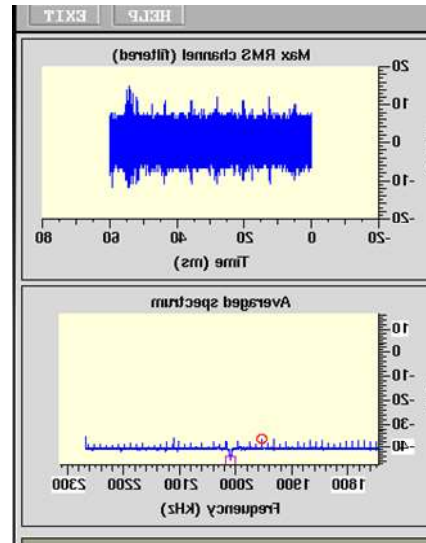 HELP EXIT
Max RMS channel (filtered)
20
10
0
-10
-20
-20 0 20 40 60 80
Time (ms)
Averaged spectrum
10
0
-10
-20
-30
-40
1800 1900 2000 2100 2200 2300
Frequency (kHz)